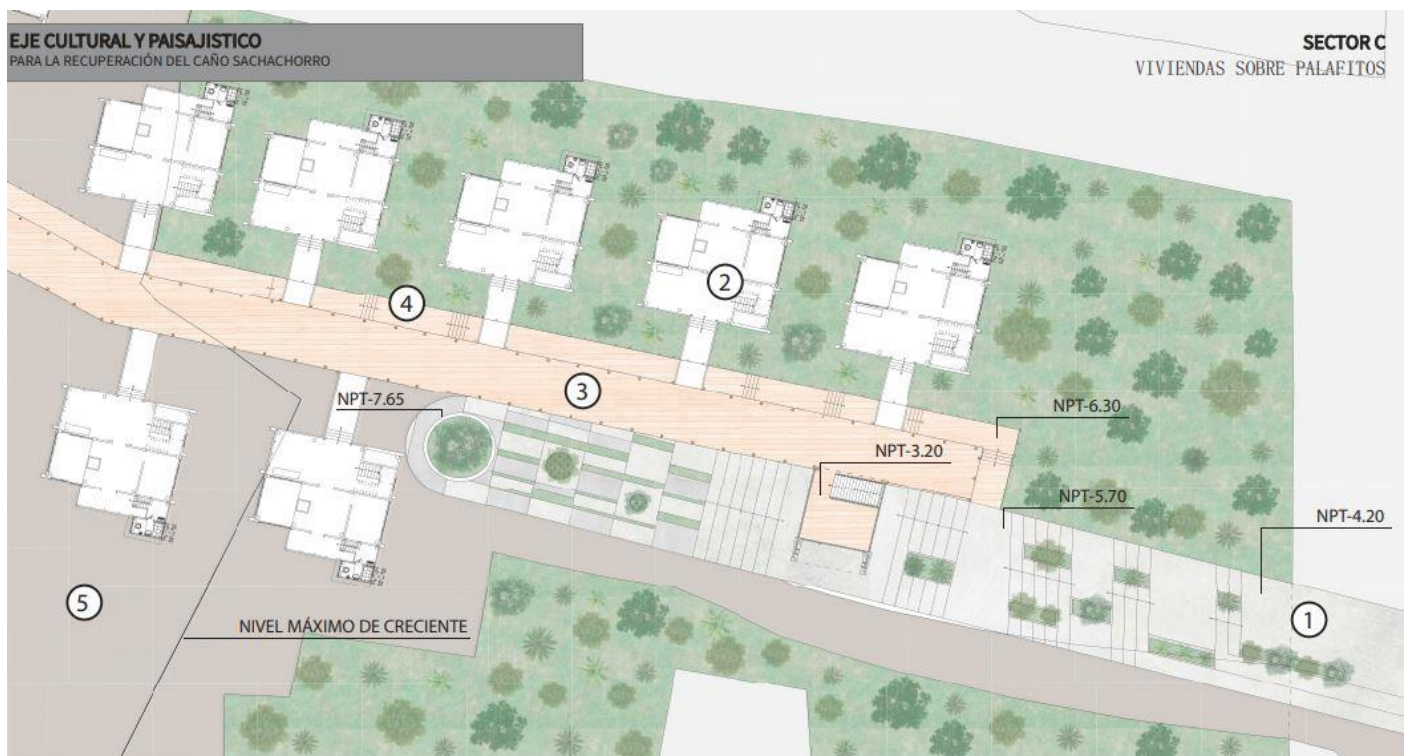 EJE CULTURAL Y PAISAJISTICO
PARA LA RECUPERACIÓN DEL CAÑO SACHACHORRO
SECTOR C
VIVIENDAS SOBRE PALAFITOS
2
4
3
NPT-7.65
NPT-6.30
NPT-3.20
NPT-5.70
NPT-4.20
5
NIVEL MÁXIMO DE CRECIENTE
1